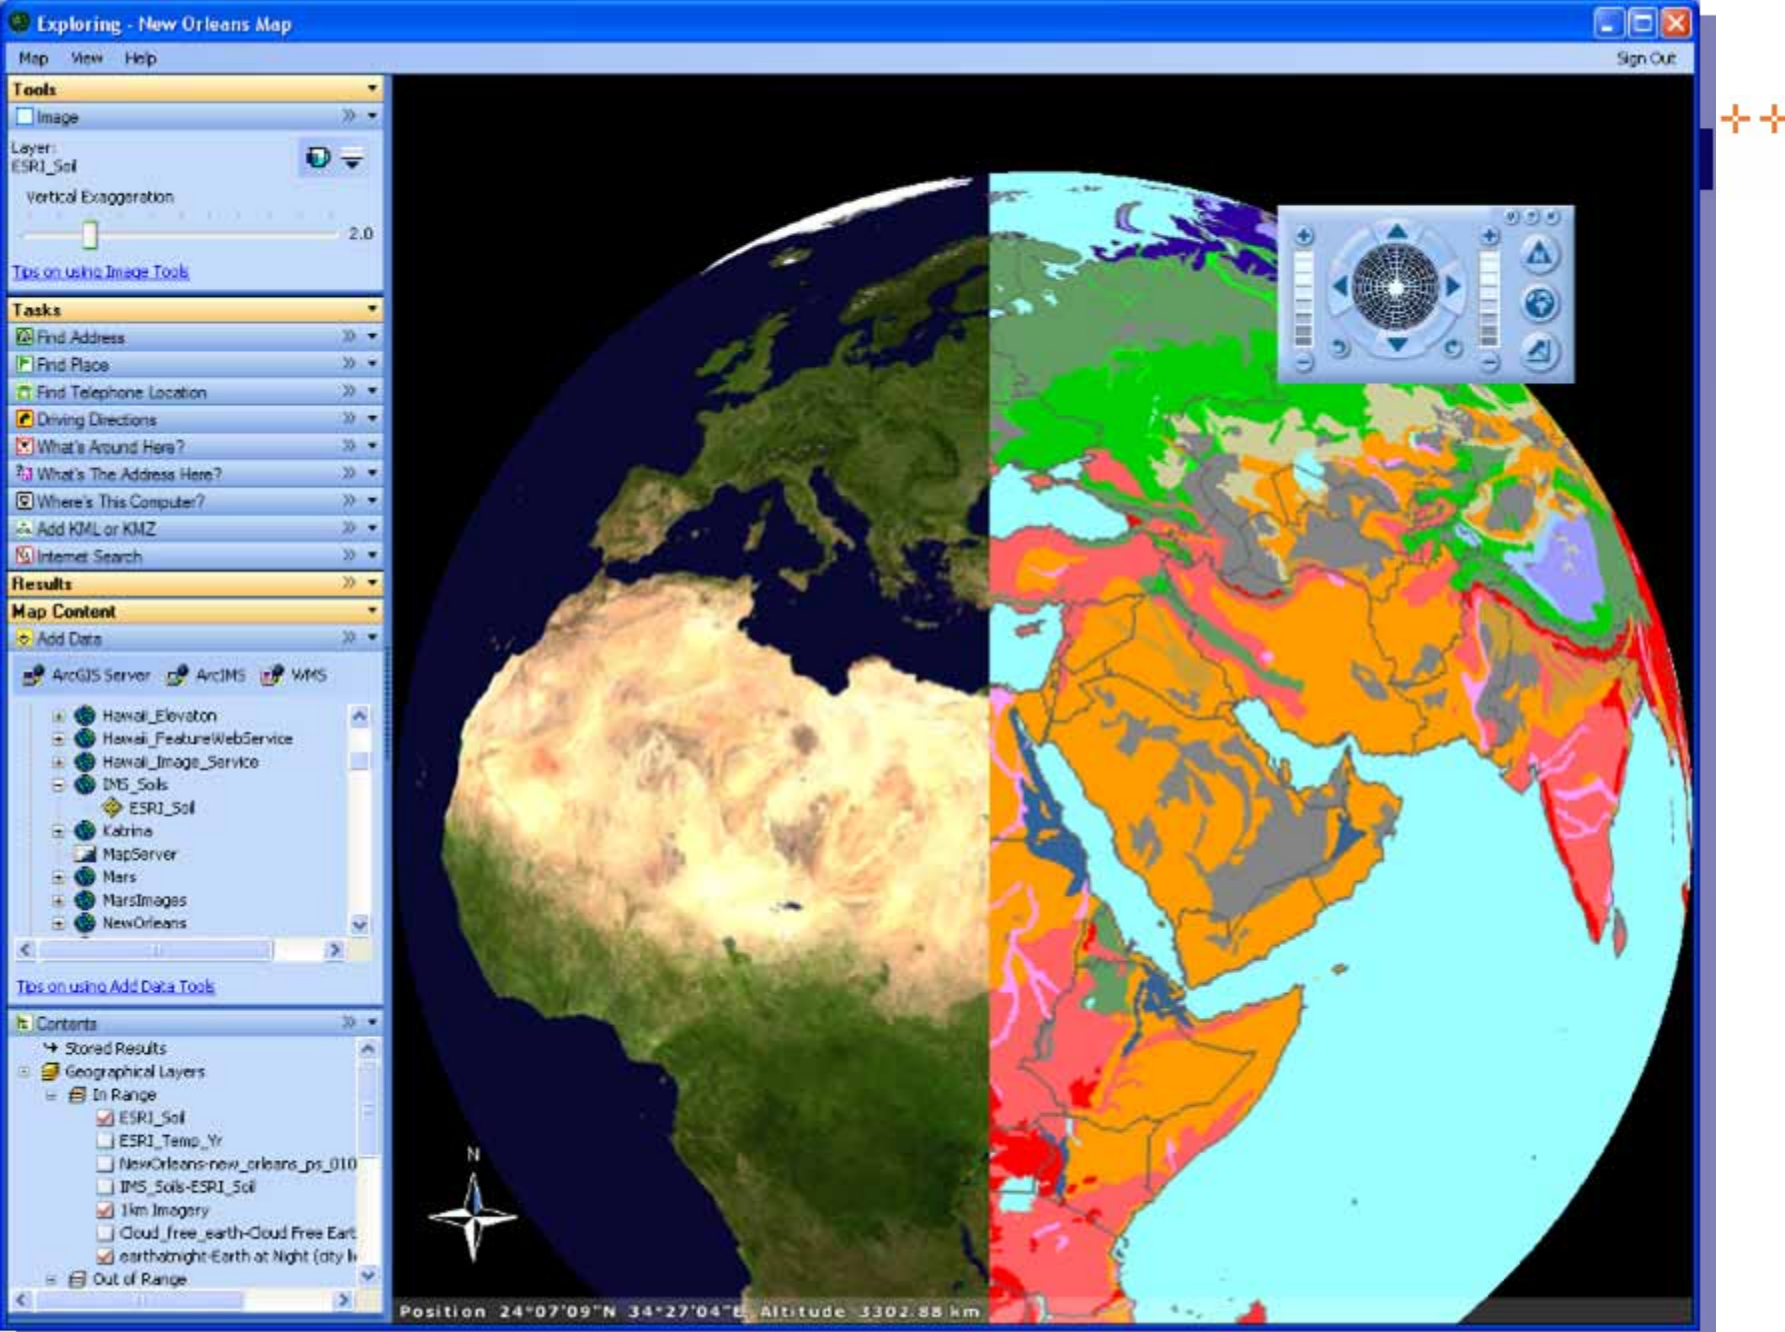 Exploring - New Orleans Map
Map View Help Sign Out
Tools
Image
Layer:
ESRI_Soil
Vertical Exaggeration
2.0
Tips on using Image Tools
Tasks
Find Address
Find Place
Find Telephone Location
Driving Directions
What's Around Here?
What's The Address Here?
Where's This Computer?
Add KML or KMZ
Internet Search
Results
Map Content
Add Data
ArcGIS Server ArcIMS WMS
Hawaii_Elevaton
Hawaii_FeatureWebService
Hawaii_Image_Service
IMS_Soils
ESRI_Soil
Katrina
MapServer
Mars
MarsImages
NewOrleans
Tips on using Add Data Tools
Contents
Stored Results
Geographical Layers
In Range
ESRI_Soil
ESRI_Temp_Yr
NewOrleans-new_orleans_ps_010
IMS_Soils-ESRI_Soil
1km Imagery
Cloud_free_earth-Cloud Free Eart
earthatnight-Earth at Night (city li
Out of Range
N
Position 24°07'09"N 34°27'04"E Altitude 3302.88 km